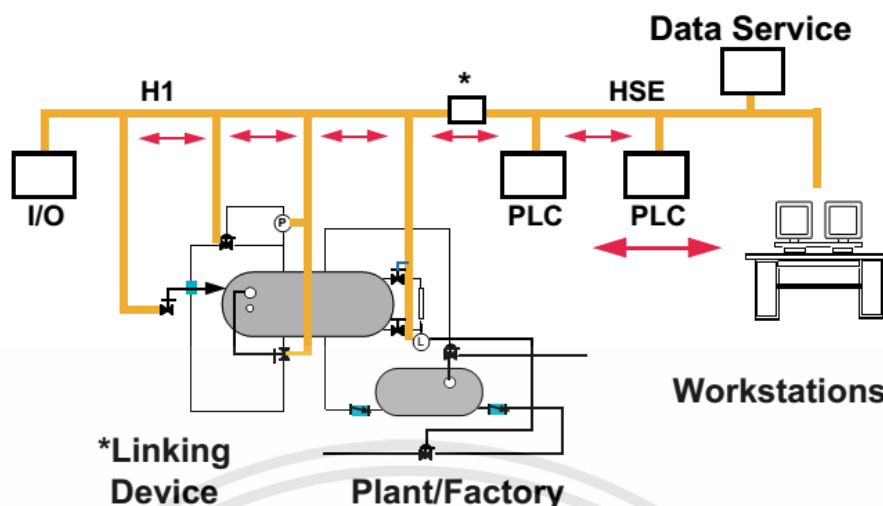 Data Service
*
H1
HSE
I/O
PLC
PLC
P
L
Workstations
*Linking
Device
Plant/Factory